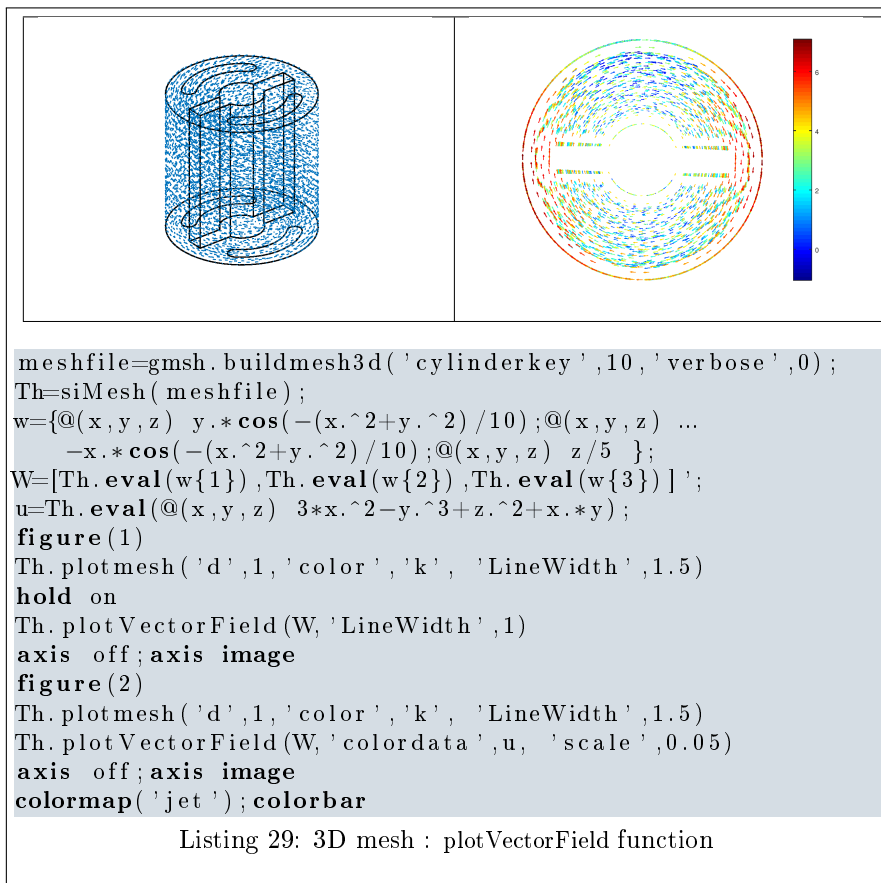 6
4
2
0
meshfile=gmsh.buildmesh3d('cylinderkey',10,'verbose',0);
Th=siMesh(meshfile);
w={@(x,y,z) y.*cos(-(x.^2+y.^2)/10);@(x,y,z) ...
-x.*cos(-(x.^2+y.^2)/10);@(x,y,z) z/5 };
W=[Th.eval(w{1}),Th.eval(w{2}),Th.eval(w{3})]';
u=Th.eval(@(x,y,z) 3*x.^2-y.^3+z.^2+x.*y);
figure(1)
Th.plotmesh('d',1,'color','k', 'LineWidth',1.5)
hold on
Th.plotVectorField(W,'LineWidth',1)
axis off;axis image
figure(2)
Th.plotmesh('d',1,'color','k', 'LineWidth',1.5)
Th.plotVectorField(W,'colordata',u, 'scale',0.05)
axis off;axis image
colormap('jet');colorbar
Listing 29: 3D mesh : plotVectorField function